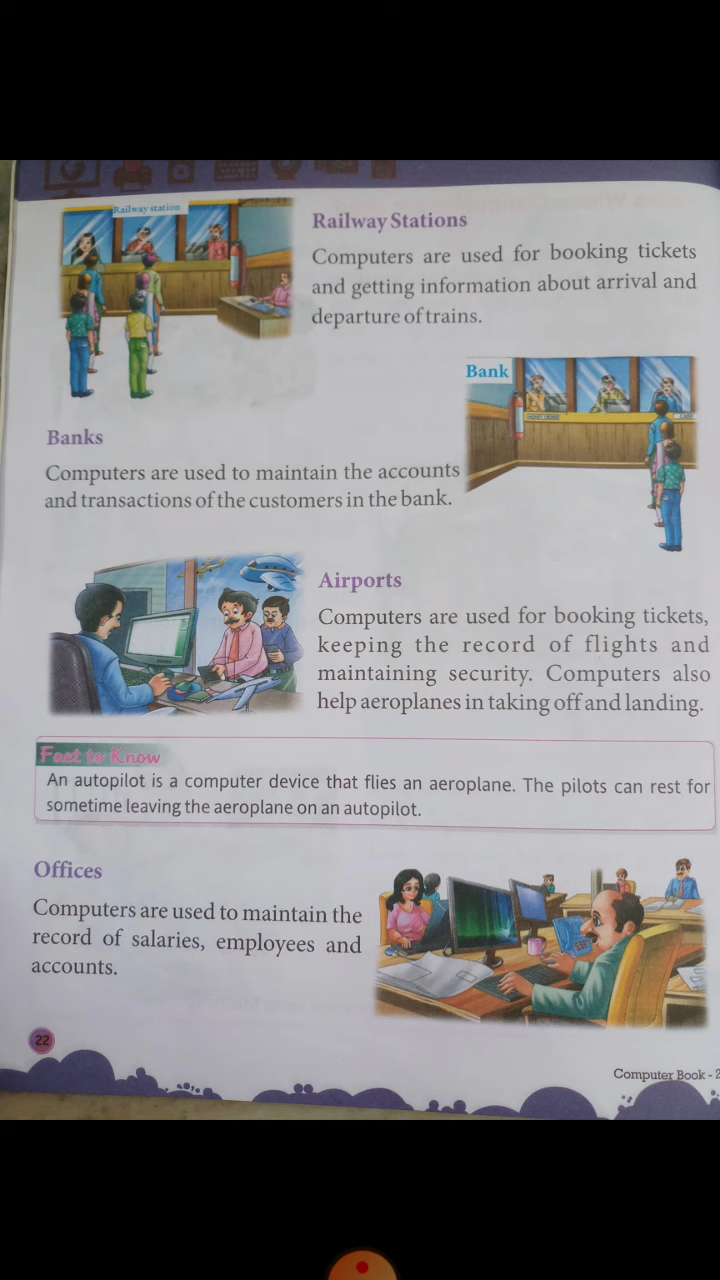 Railway station
Railway Stations
Computers are used for booking tickets
and getting information about arrival and
departure of trains.
Bank
Banks
Computers are used to maintain the accounts
and transactions of the customers in the bank.
Airports
Computers are used for booking tickets,
keeping the record of flights and
maintaining security. Computers also
help aeroplanes in taking off and landing.
Fact to Know
An autopilot is a computer device that flies an aeroplane. The pilots can rest for
sometime leaving the aeroplane on an autopilot.
Offices
Computers are used to maintain the
record of salaries, employees and
accounts.
22
Computer Book - 2